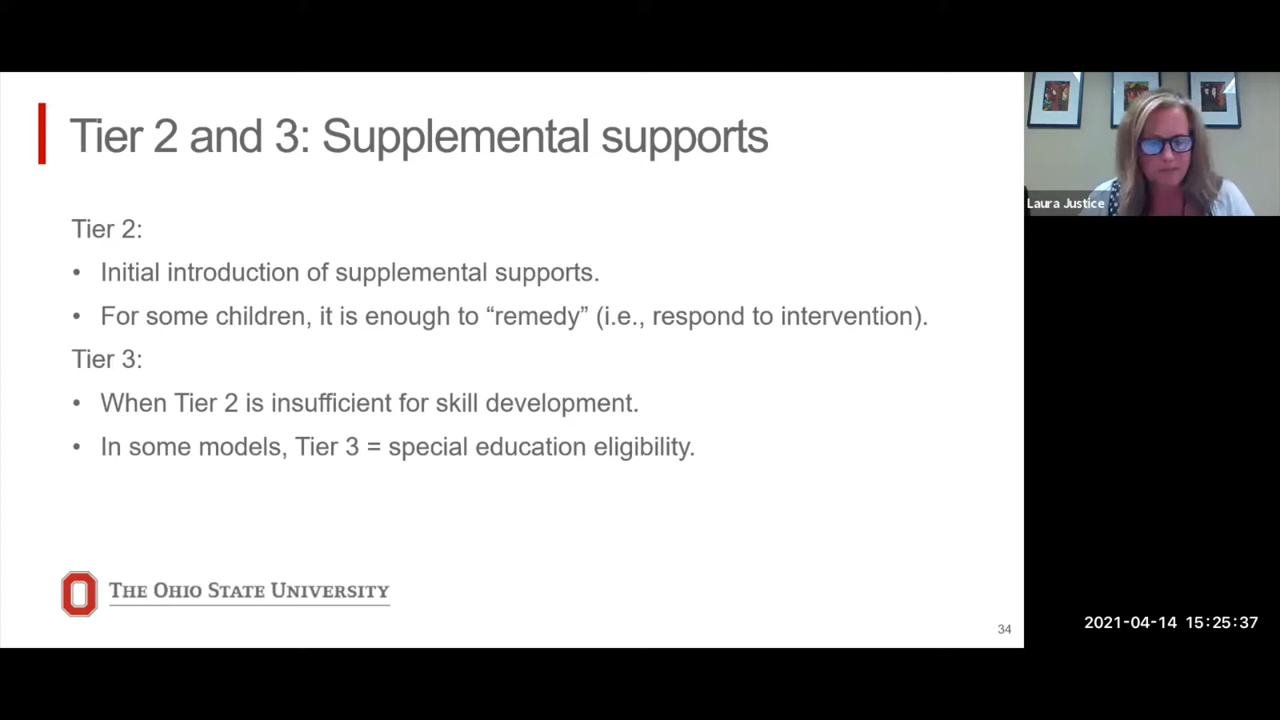 Tier 2 and 3: Supplemental supports
Tier 2:
• Initial introduction of supplemental supports.
• For some children, it is enough to “remedy” (i.e., respond to intervention).
Tier 3:
• When Tier 2 is insufficient for skill development.
• In some models, Tier 3 = special education eligibility.
THE OHIO STATE UNIVERSITY
34
Laura Justice
2021-04-14 15:25:37